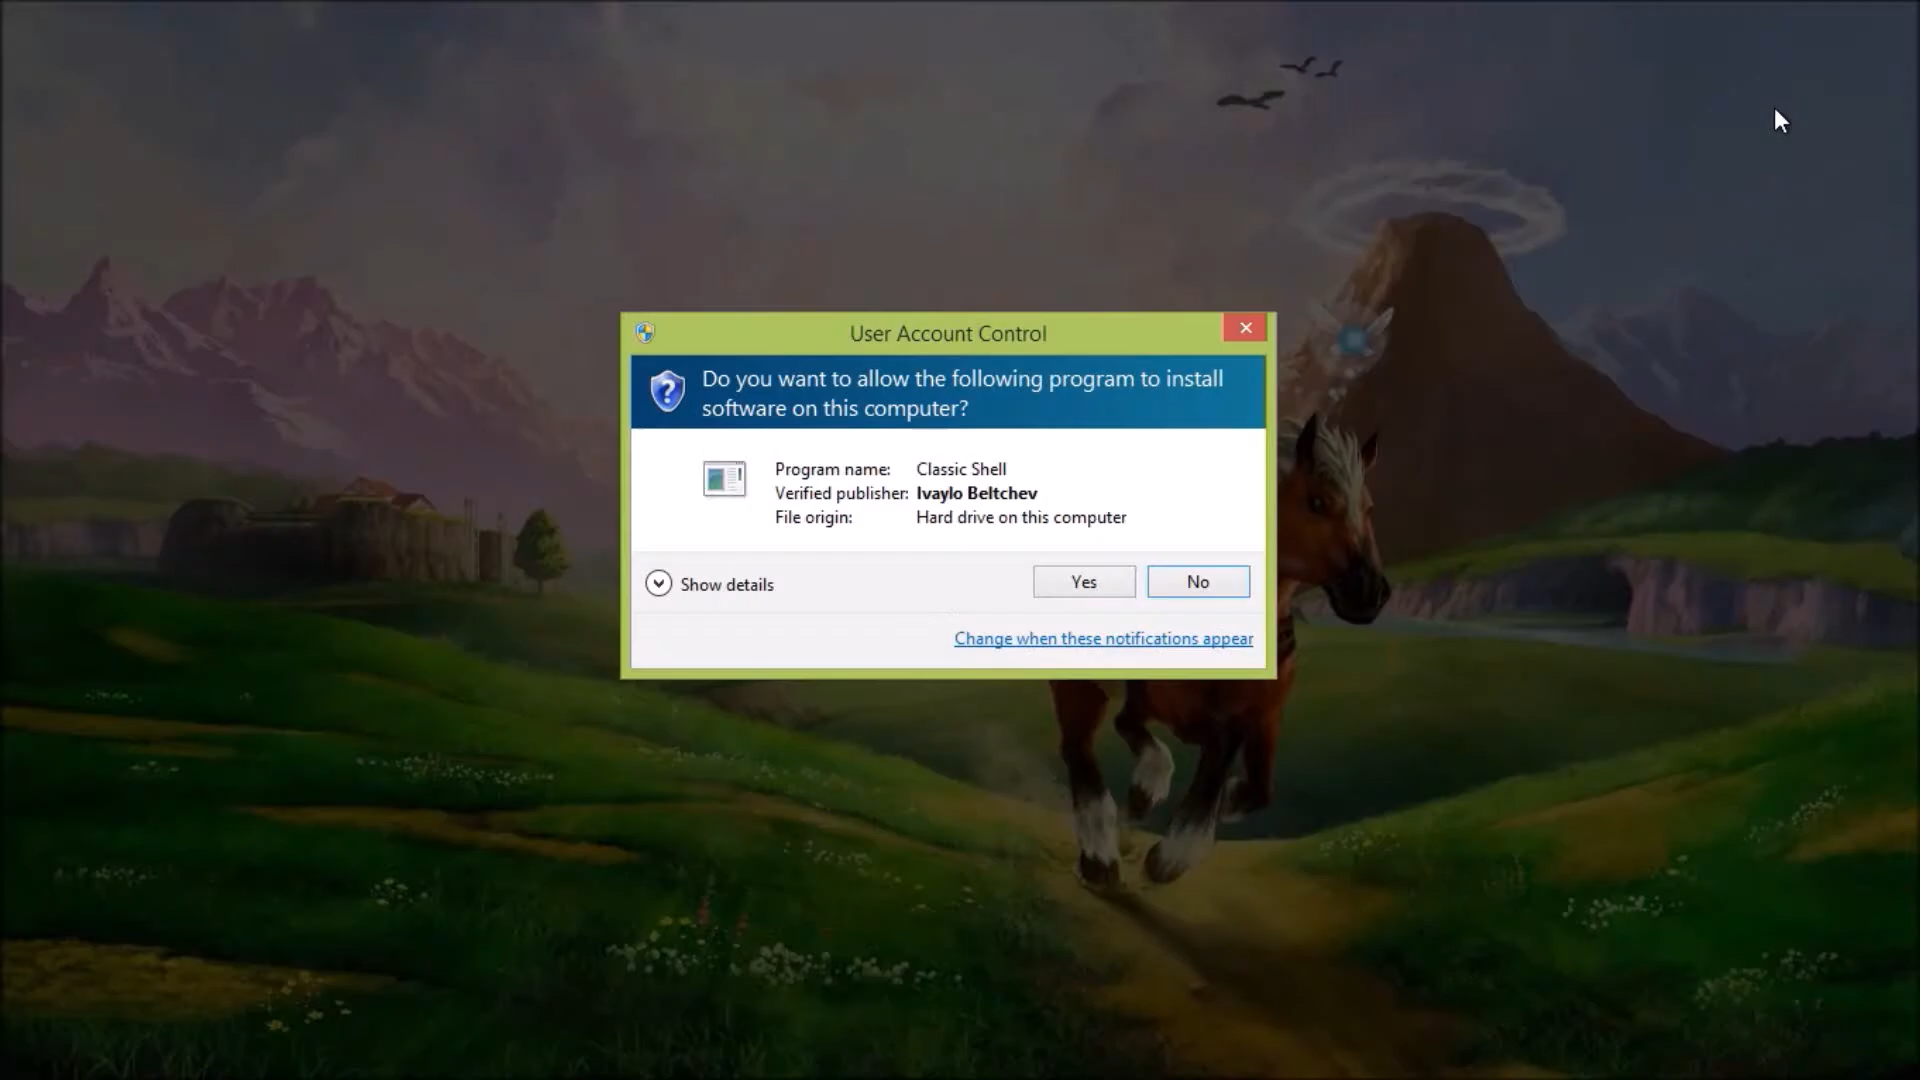 User Account Control
Do you want to allow the following program to install
software on this computer?
Program name: Classic Shell
Verified publisher: Ivaylo Beltchev
File origin: Hard drive on this computer
Show details
Yes
No
Change when these notifications appear